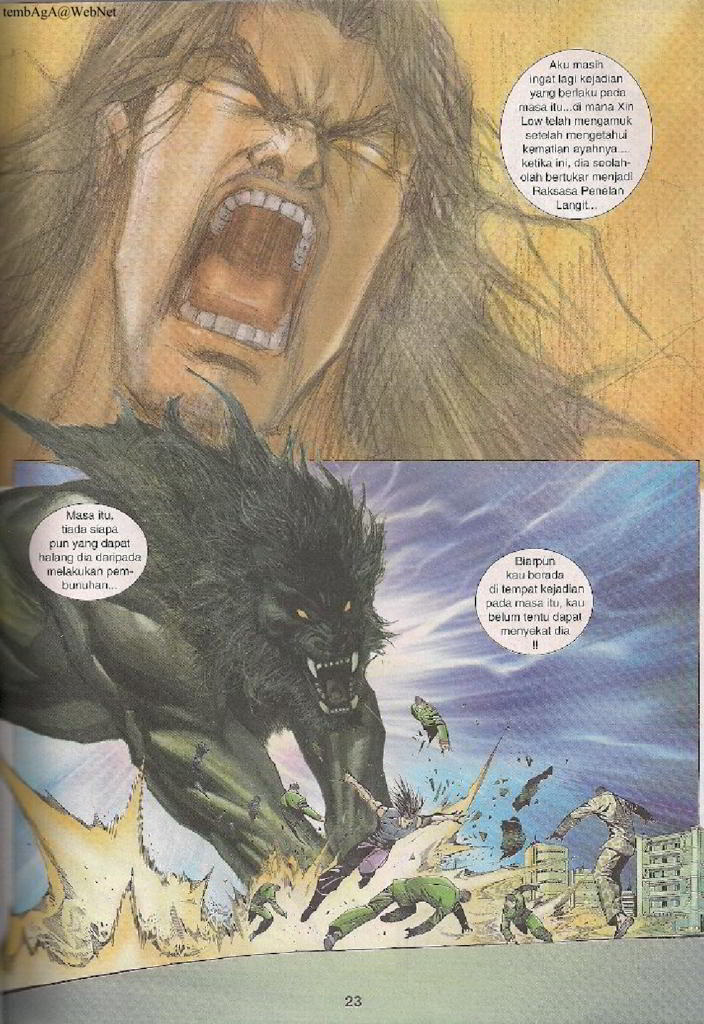 tembAgA@WebNet
Aku masih
ingat lagi kejadian
yang berlaku pada
masa itu...di mana Xin
Low telah mengamuk
setelah mengetahui
kematian ayahnya....
ketika ini, dia seolah-
olah bertukar menjadi
Raksasa Penelan
Langit...
Masa itu,
tiada siapa
pun yang dapat
halang dia daripada
melakukan pem-
bunuhan...
Biarpun
kau berada
di tempat kejadian
pada masa itu, kau
belum tentu dapat
menyekat dia
!!
23